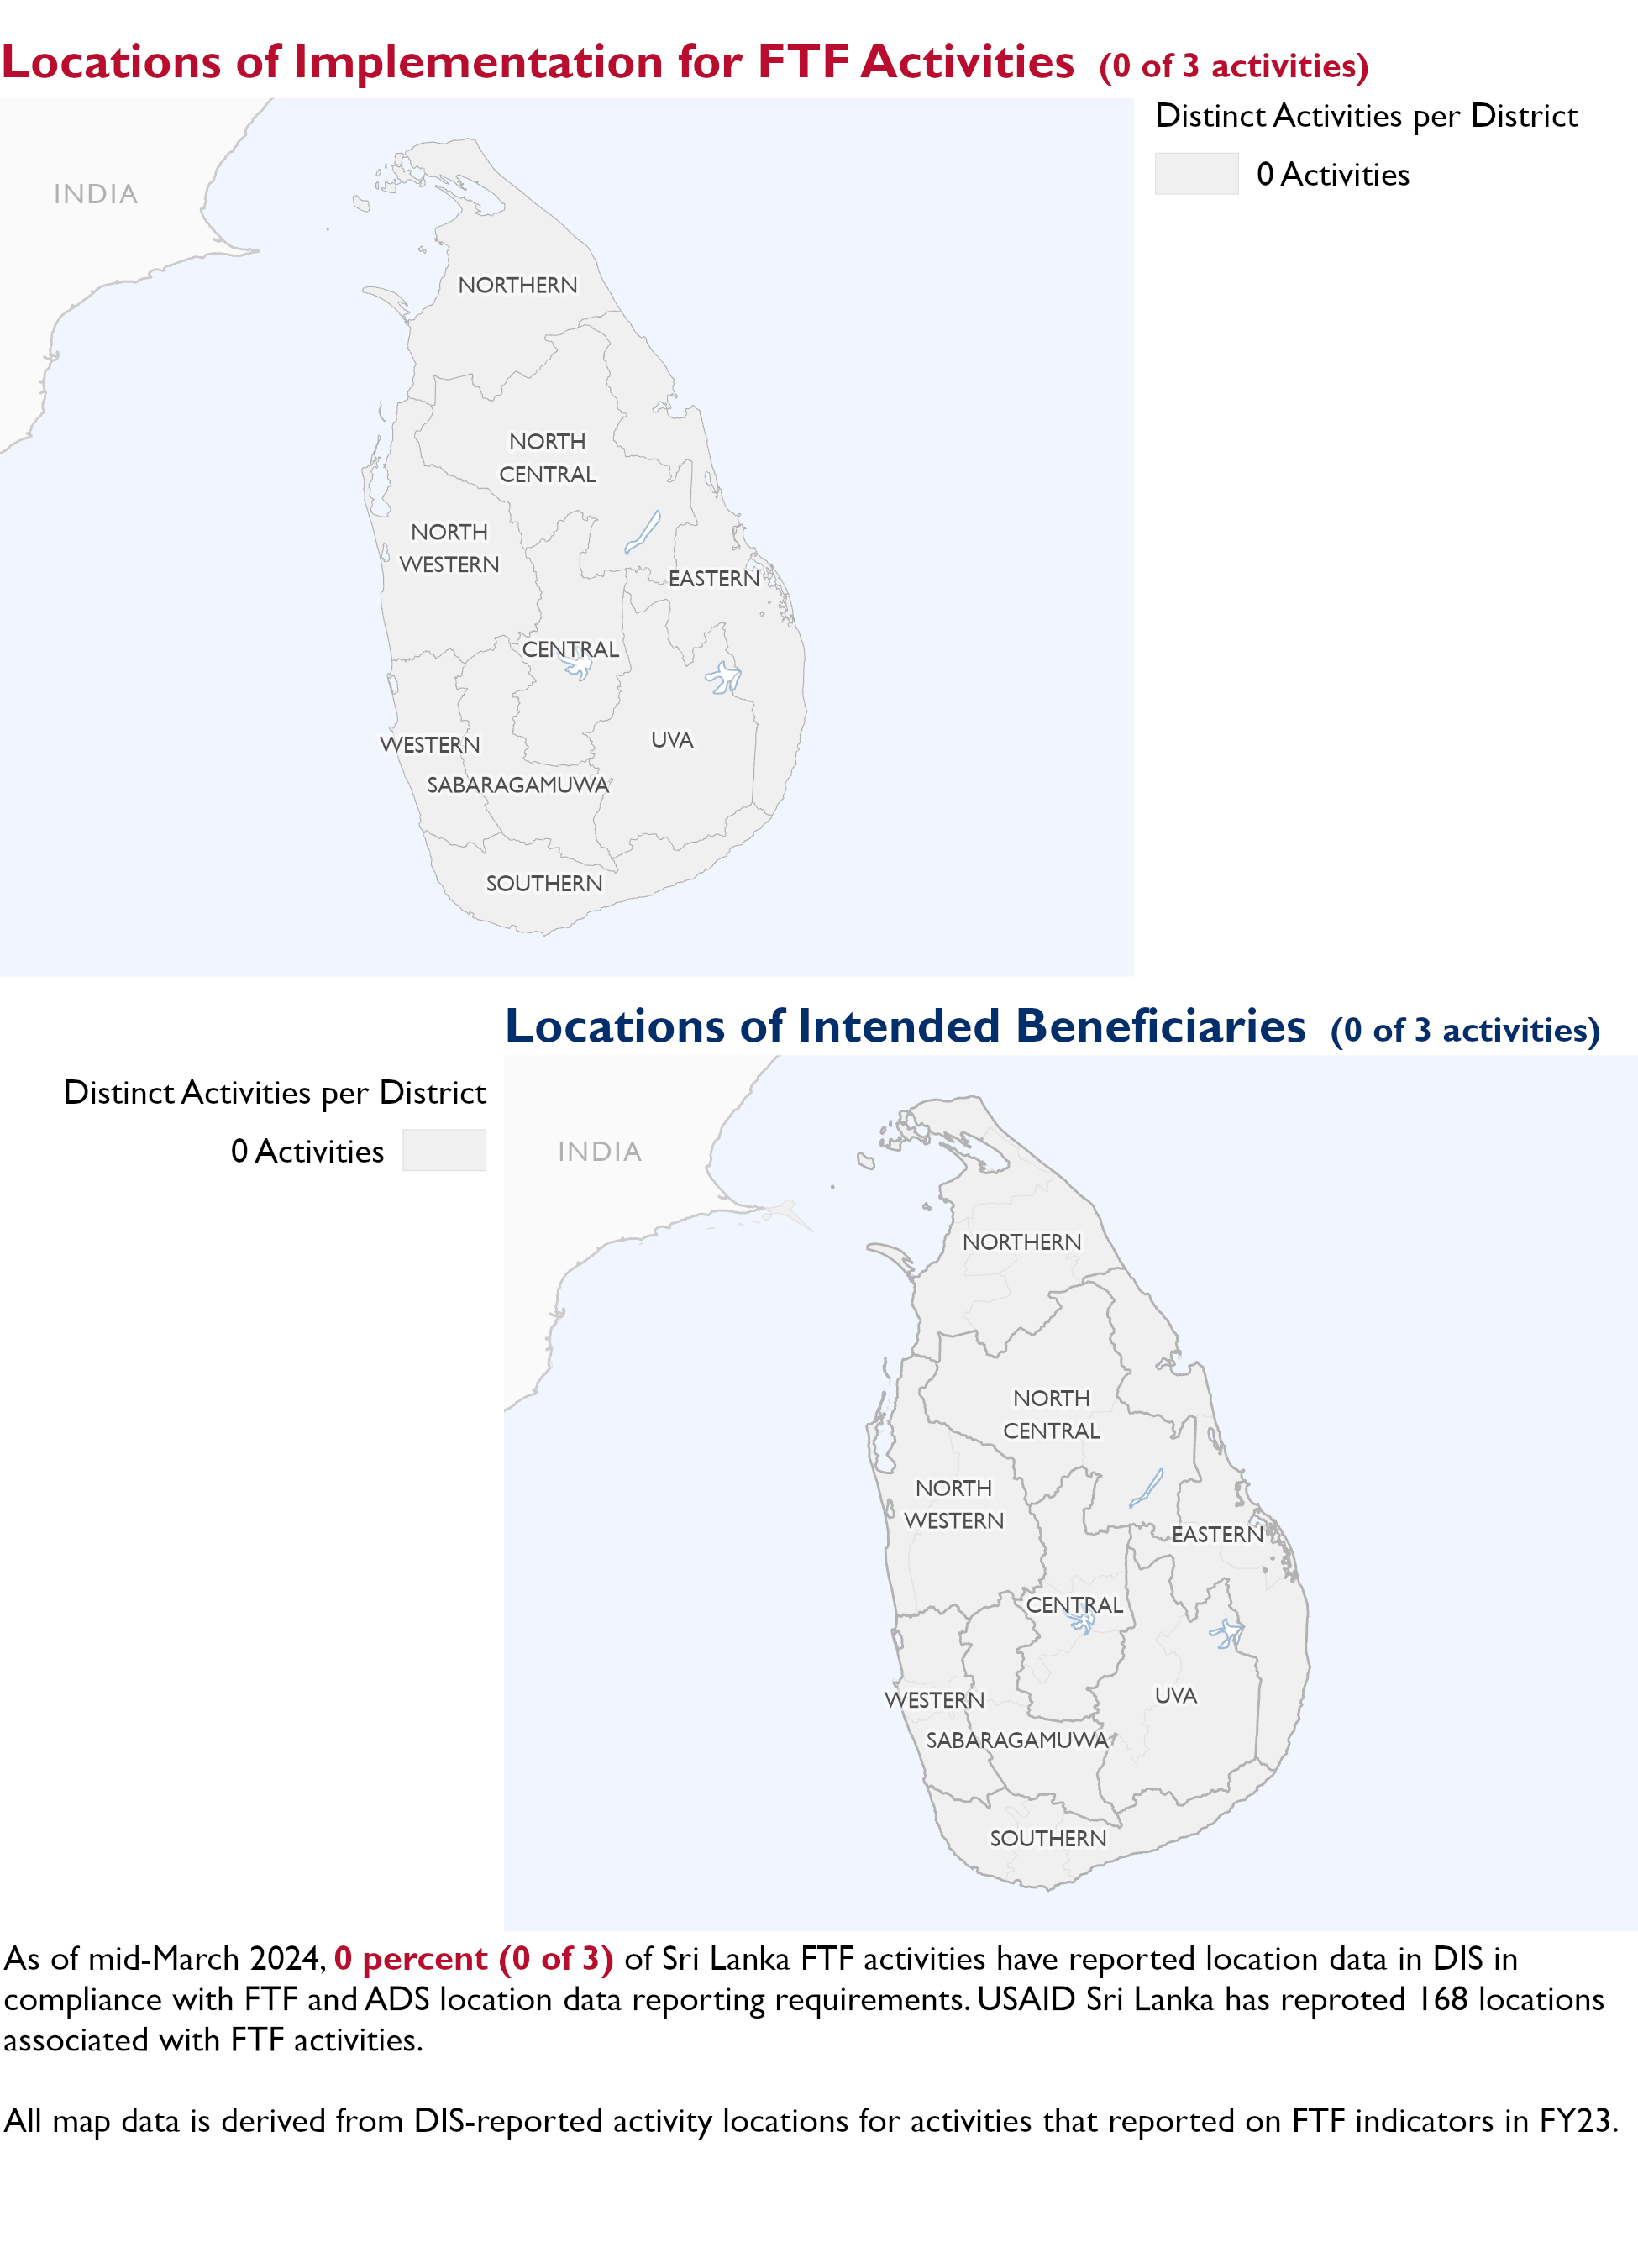 Locations of Implementation for FTF Activities (0 of 3 activities)
Distinct Activities per District
0 Activities
INDIA
NORTHERN
NORTH
CENTRAL
NORTH
WESTERN
EASTERN
CENTRAL
UVA
WESTERN
SABARAGAMUWA
SOUTHERN
Locations of Intended Beneficiaries (0 of 3 activities)
Distinct Activities per District
0 Activities
INDIA
NORTHERN
NORTH
CENTRAL
NORTH
WESTERN
EASTERN
CENTRAL
UVA
WESTERN
SABARAGAMUWA
SOUTHERN
As of mid-March 2024, 0 percent (0 of 3) of Sri Lanka FTF activities have reported location data in DIS in
compliance with FTF and ADS location data reporting requirements. USAID Sri Lanka has reproted 168 locations
associated with FTF activities.
All map data is derived from DIS-reported activity locations for activities that reported on FTF indicators in FY23.